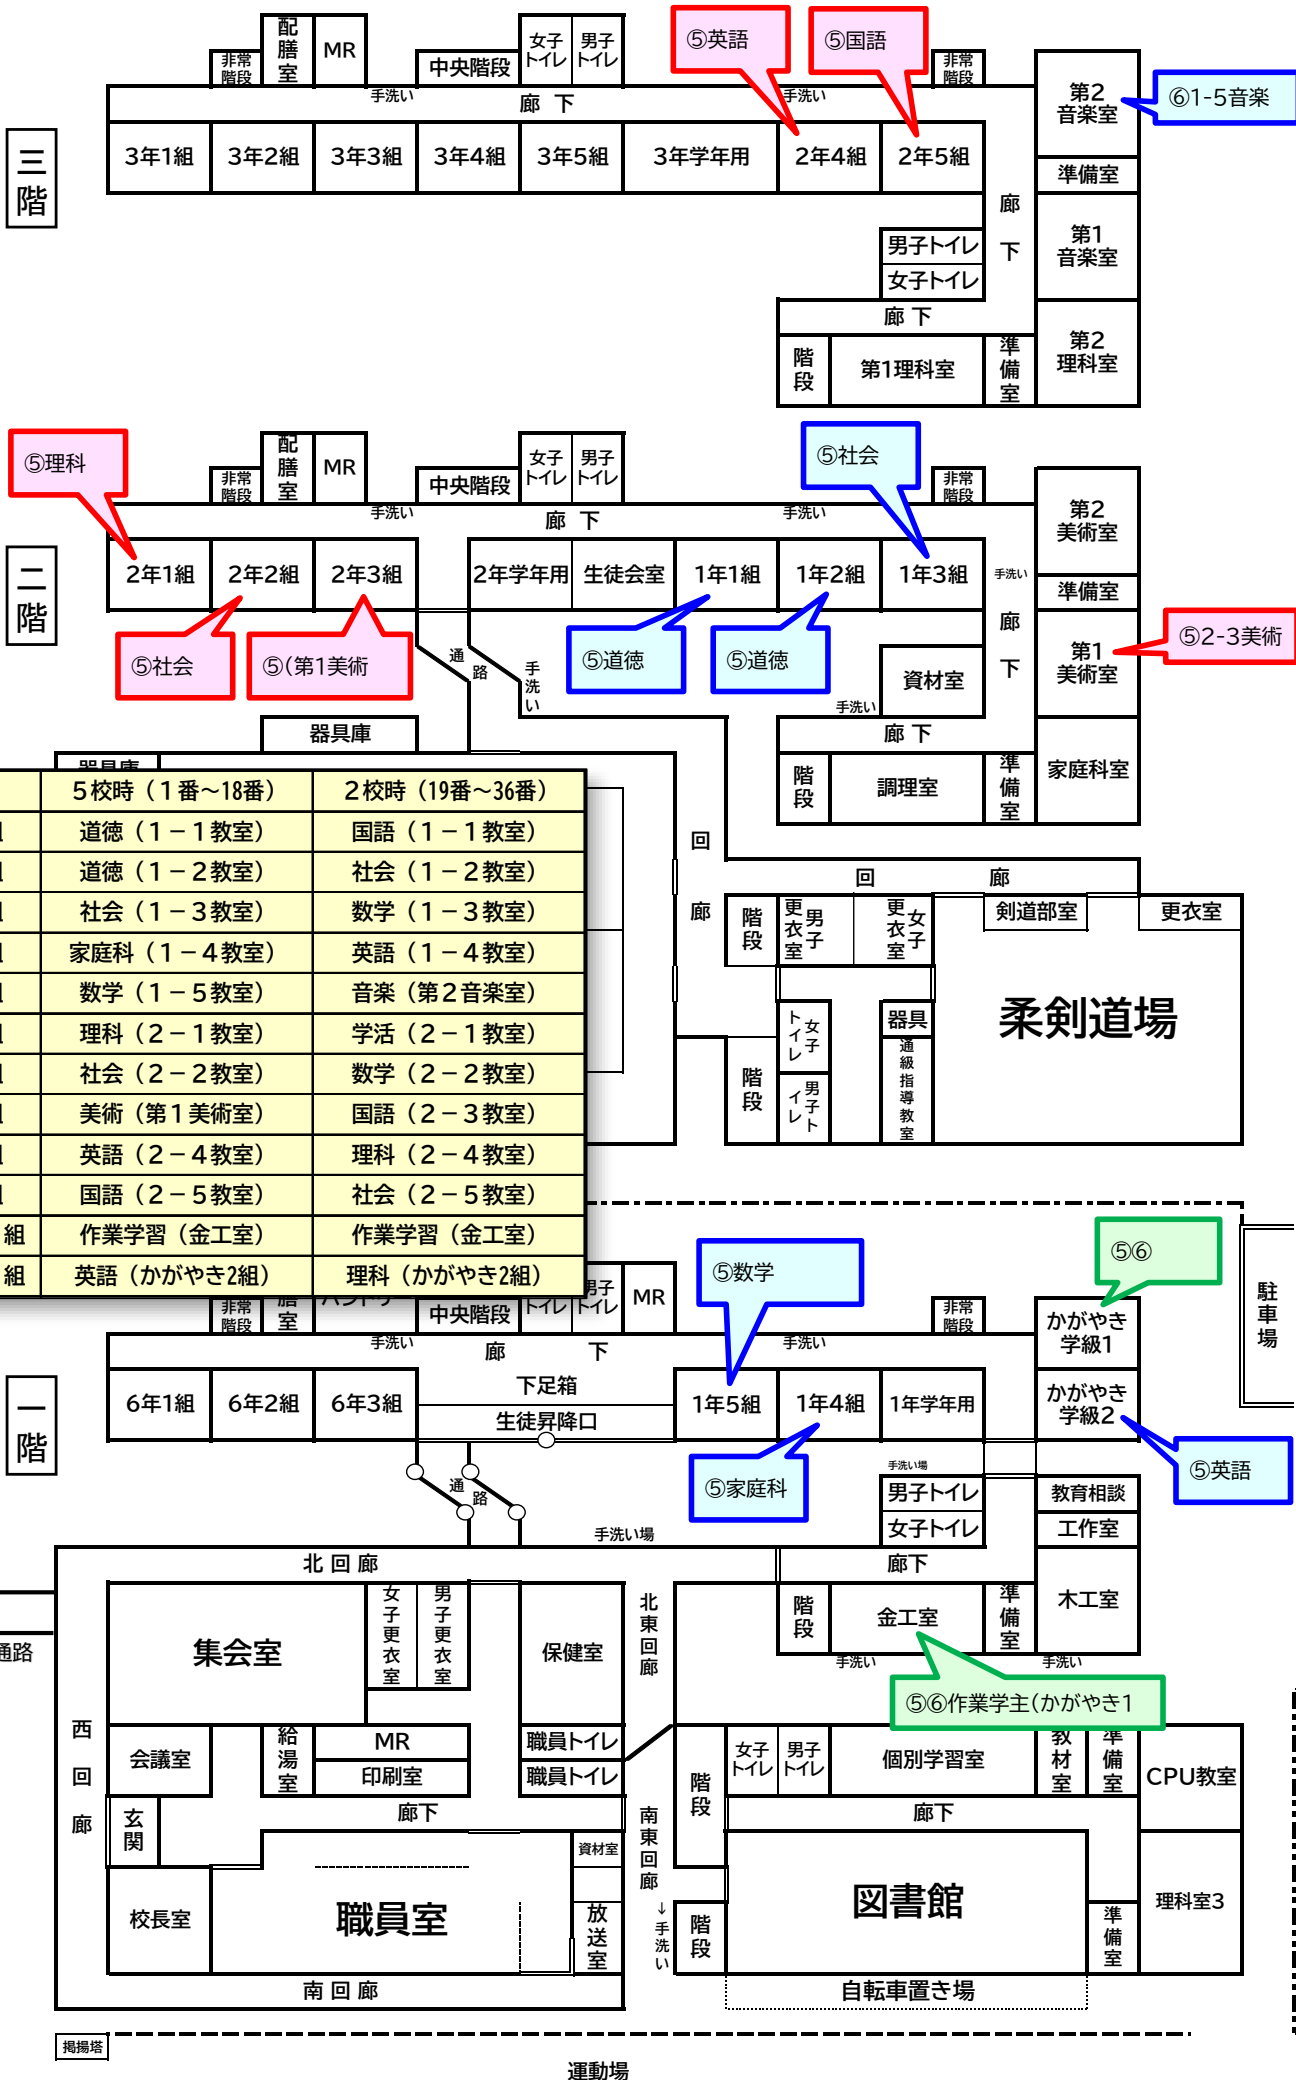 三階
配膳室
MR
非常階段
中央階段
女子トイレ
男子トイレ
⑤英語
⑤国語
非常階段
手洗い
廊下
手洗い
第2音楽室
⑥1-5音楽
3年1組
3年2組
3年3組
3年4組
3年5組
3年学年用
2年4組
2年5組
準備室
廊下
第1音楽室
男子トイレ
女子トイレ
廊下
階段
第1理科室
準備室
第2理科室
二階
⑤理科
配膳室
MR
非常階段
中央階段
女子トイレ
男子トイレ
⑤社会
非常階段
手洗い
廊下
手洗い
第2美術室
2年1組
2年2組
2年3組
2年学年用
生徒会室
1年1組
1年2組
1年3組
手洗い
準備室
廊下
⑤社会
⑤(第1美術
通路
手洗い
⑤道徳
⑤道徳
資材室
第1美術室
⑤2-3美術
手洗い
器具庫
廊下
器具庫
階段
調理室
準備室
家庭科室
5校時（1番～18番） 2校時（19番～36番）
道徳（1－1教室） 国語（1－1教室）
道徳（1－2教室） 社会（1－2教室）
社会（1－3教室） 数学（1－3教室）
家庭科（1－4教室） 英語（1－4教室）
数学（1－5教室） 音楽（第2音楽室）
理科（2－1教室） 学活（2－1教室）
社会（2－2教室） 数学（2－2教室）
美術（第1美術室） 国語（2－3教室）
英語（2－4教室） 理科（2－4教室）
国語（2－5教室） 社会（2－5教室）
組 作業学習（金工室） 作業学習（金工室）
組 英語（かがやき2組） 理科（かがやき2組）
回廊
回廊
階段
男子更衣室
女子更衣室
剣道部室
更衣室
柔剣道場
女子トイレ
器具
通級指導教室
階段
男子トイレ
一階
⑤数学
⑤⑥
駐車場
非常階段
膳室
中央階段
トイレ
男子トイレ
MR
非常階段
かがやき学級1
手洗い
廊下
手洗い
6年1組
6年2組
6年3組
下足箱
生徒昇降口
1年5組
1年4組
1年学年用
かがやき学級2
通路
⑤家庭科
手洗い場
⑤英語
男子トイレ
女子トイレ
教育相談
工作室
手洗い場
北回廊
廊下
集会室
女子更衣室
男子更衣室
保健室
北東回廊
階段
金工室
準備室
木工室
通路
手洗い
手洗い
⑤⑥作業学主(かがやき1
西回廊
会議室
給湯室
MR
印刷室
職員トイレ
職員トイレ
階段
女子トイレ
男子トイレ
個別学習室
教材室
準備室
CPU教室
玄関
廊下
南東回廊
廊下
資材室
校長室
職員室
放送室
↓手洗い
階段
図書館
準備室
理科室3
南回廊
自転車置き場
掲揚塔
運動場